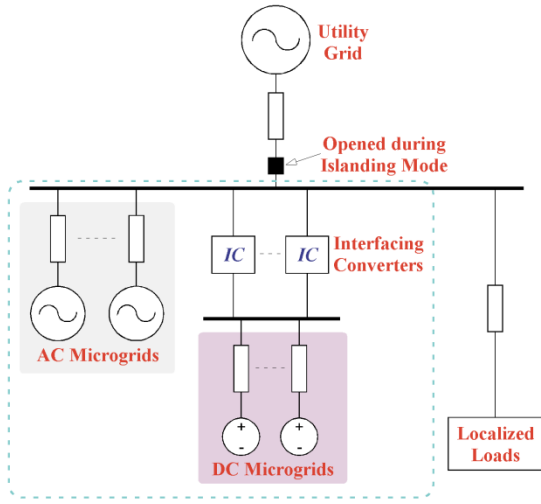 Utility
Grid
Opened during
Islanding Mode
IC
IC
Interfacing
Converters
AC Microgrids
+
-
+
-
DC Microgrids
Localized
Loads